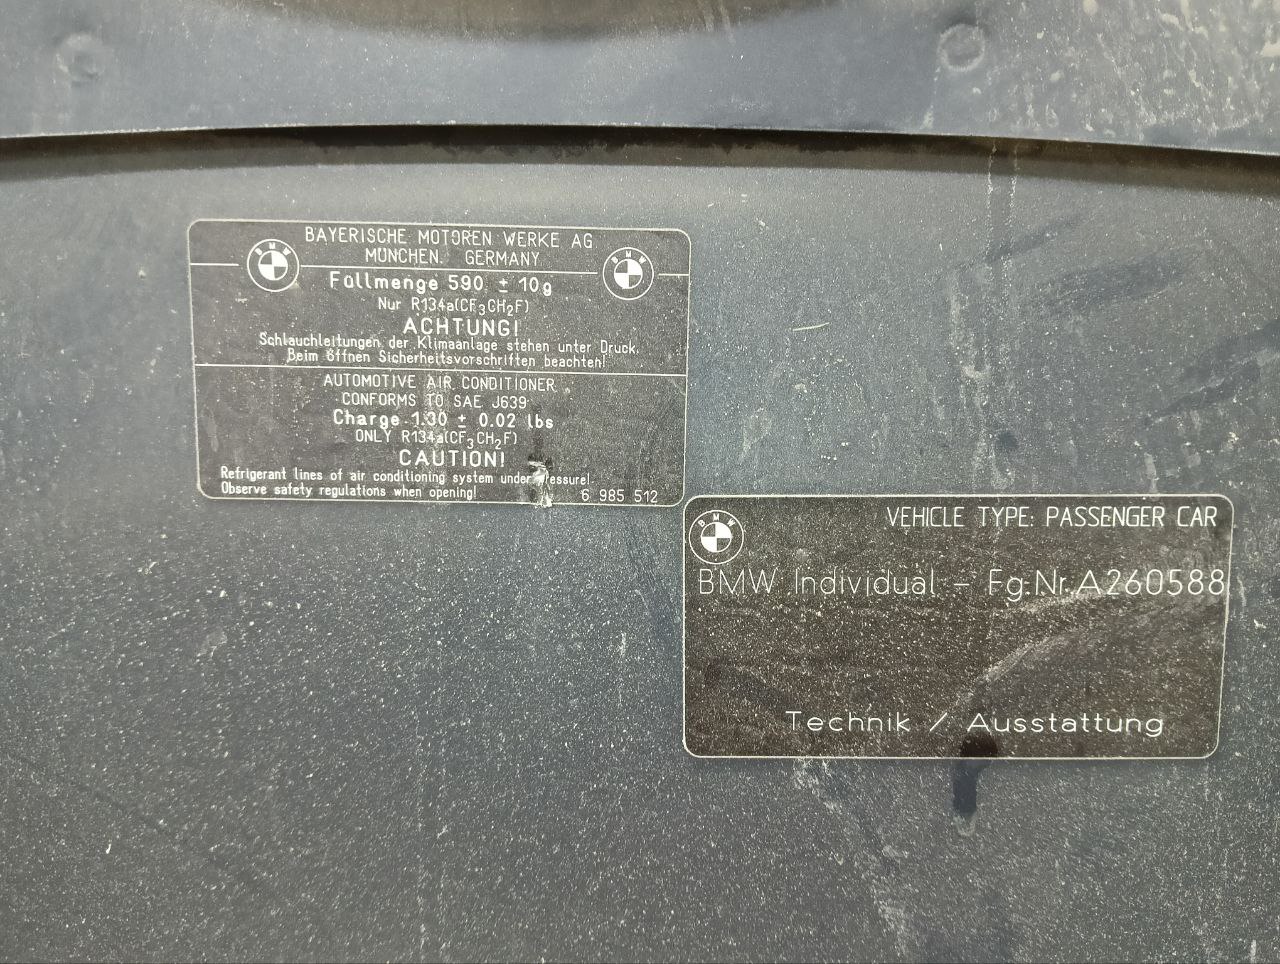 BAYERISCHE MOTOREN WERKE AG
MÜNCHEN. GERMANY
BMW
BMW
Füllmenge 590 ± 10g
Nur R134a(CF₃CH₂F)
ACHTUNG!
Schlauchleitungen der Klimaanlage stehen unter Druck.
Beim öffnen Sicherheitsvorschriften beachten!
AUTOMOTIVE AIR CONDITIONER
CONFORMS TO SAE J639
Charge 1.30 ± 0.02 lbs
ONLY R134a(CF₃CH₂F)
CAUTION!
Refrigerant lines of air conditioning system under pressure!
Observe safety regulations when opening!
6 985 512
BMW
VEHICLE TYPE: PASSENGER CAR
BMW Individual - Fg.Nr.A260588
Technik / Ausstattung